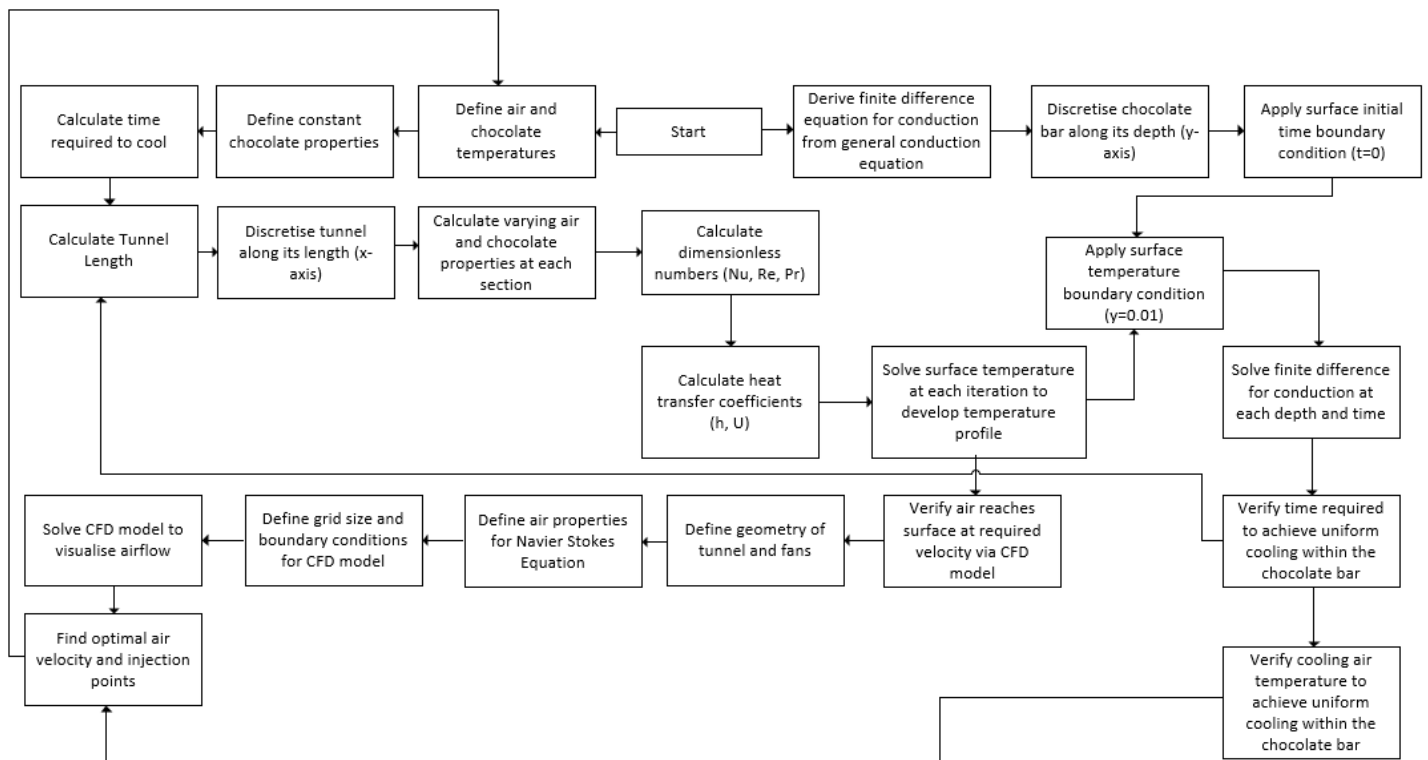 Calculate time
required to cool
Define constant
chocolate properties
Define air and
chocolate
temperatures
Start
Derive finite difference
equation for conduction
from general conduction
equation
Discretise chocolate
bar along its depth (y-
axis)
Apply surface initial
time boundary
condition (t=0)
Calculate Tunnel
Length
Discretise tunnel
along its length (x-
axis)
Calculate varying air
and chocolate
properties at each
section
Calculate
dimensionless
numbers (Nu, Re, Pr)
Apply surface
temperature
boundary condition
(y=0.01)
Calculate heat
transfer coefficients
(h, U)
Solve surface temperature
at each iteration to
develop temperature
profile
Solve finite difference
for conduction at
each depth and time
Solve CFD model to
visualise airflow
Define grid size and
boundary conditions
for CFD model
Define air properties
for Navier Stokes
Equation
Define geometry of
tunnel and fans
Verify air reaches
surface at required
velocity via CFD
model
Verify time required
to achieve uniform
cooling within the
chocolate bar
Find optimal air
velocity and injection
points
Verify cooling air
temperature to
achieve uniform
cooling within the
chocolate bar